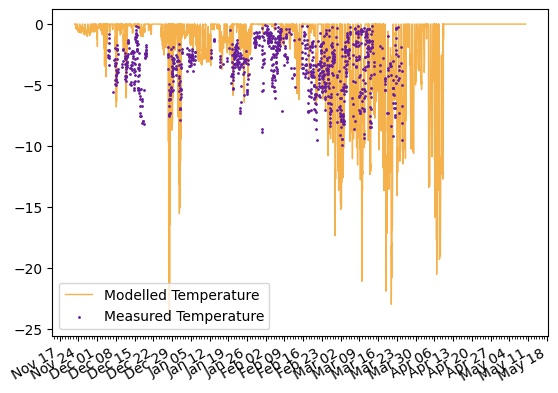 0
−5
−10
−15
−20
−25
Modelled Temperature
Measured Temperature
Nov 17
Nov 24
Dec 01
Dec 08
Dec 15
Dec 22
Dec 29
Jan 05
Jan 12
Jan 19
Jan 26
Feb 02
Feb 09
Feb 16
Feb 23
Mar 02
Mar 09
Mar 16
Mar 23
Mar 30
Apr 06
Apr 13
Apr 20
Apr 27
May 04
May 11
May 18